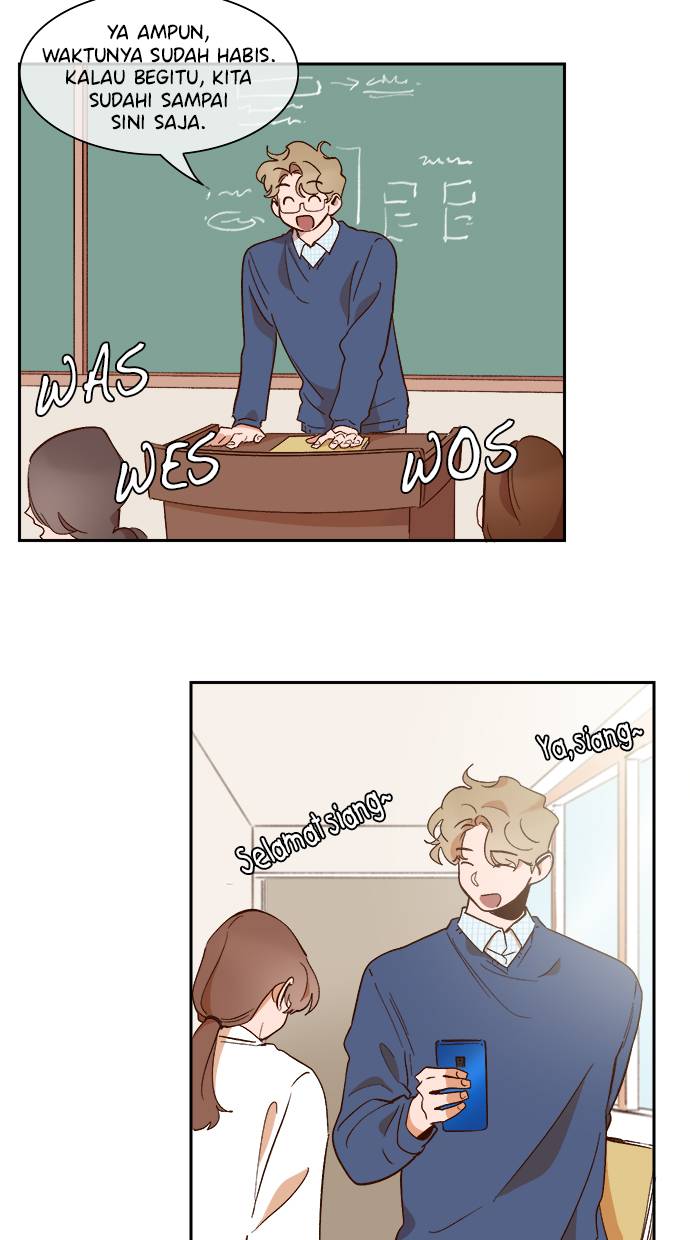 YA AMPUN,
WAKTUNYA SUDAH HABIS.
KALAU BEGITU, KITA
SUDAHI SAMPAI
SINI SAJA.
WAS
WES
WOS
Ya, siang~
Selamat siang~